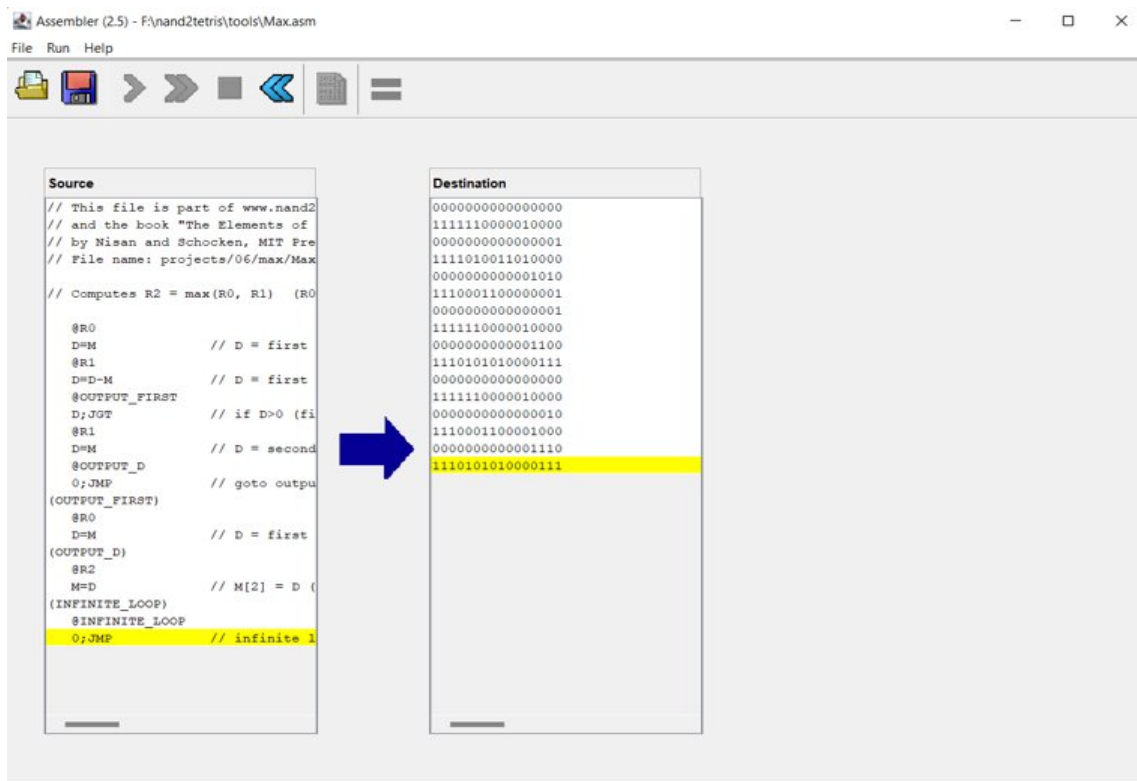 Assembler (2.5) - F:\nand2tetris\tools\Max.asm
File Run Help
Source
// This file is part of www.nand2
// and the book "The Elements of
// by Nisan and Schocken, MIT Pre
// File name: projects/06/max/Max
// Computes R2 = max(R0, R1)  (R0
@R0
D=M // D = first
@R1
D=D-M // D = first
@OUTPUT_FIRST
D;JGT // if D>0 (fi
@R1
D=M // D = second
@OUTPUT_D
0;JMP // goto outpu
(OUTPUT_FIRST)
@R0
D=M // D = first
(OUTPUT_D)
@R2
M=D // M[2] = D (
(INFINITE_LOOP)
@INFINITE_LOOP
0;JMP // infinite l
Destination
0000000000000000
1111110000010000
0000000000000001
1111010011010000
0000000000001010
1110001100000001
0000000000000001
1111110000010000
0000000000001100
1110101010000111
0000000000000000
1111110000010000
0000000000000010
1110001100001000
0000000000001110
1110101010000111